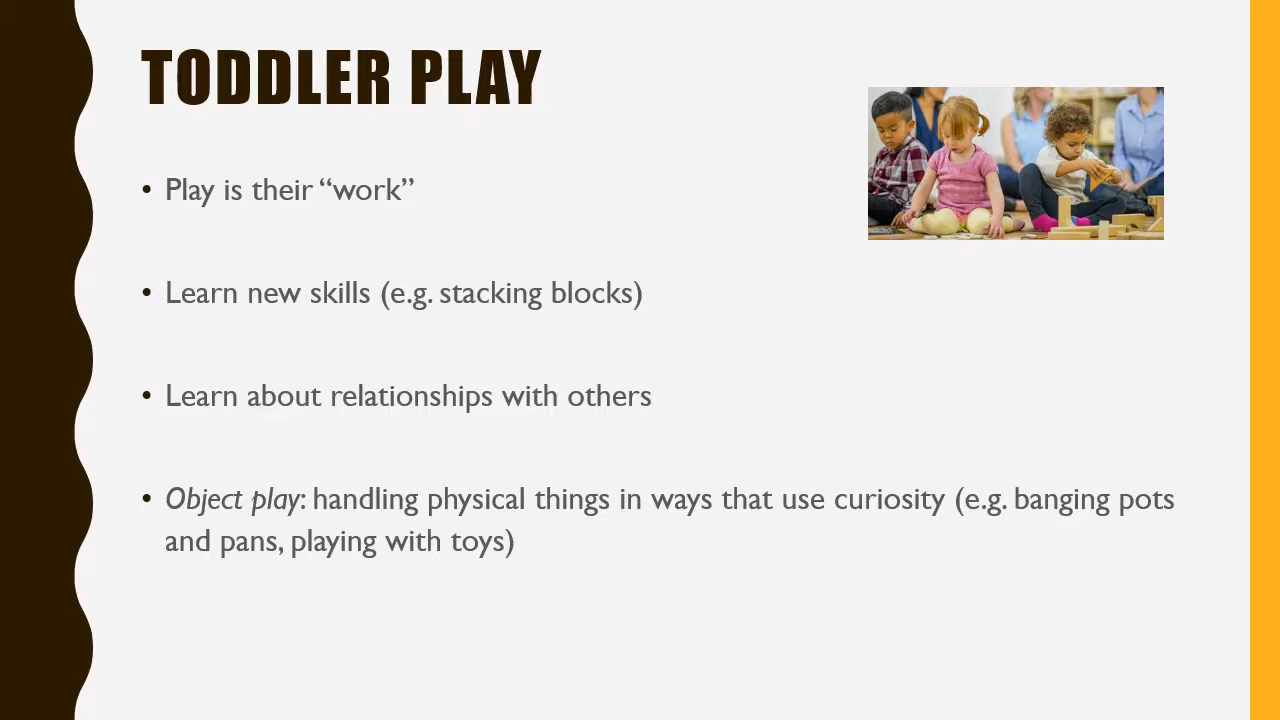 TODDLER PLAY
• Play is their “work”
• Learn new skills (e.g. stacking blocks)
• Learn about relationships with others
• Object play: handling physical things in ways that use curiosity (e.g. banging pots
and pans, playing with toys)